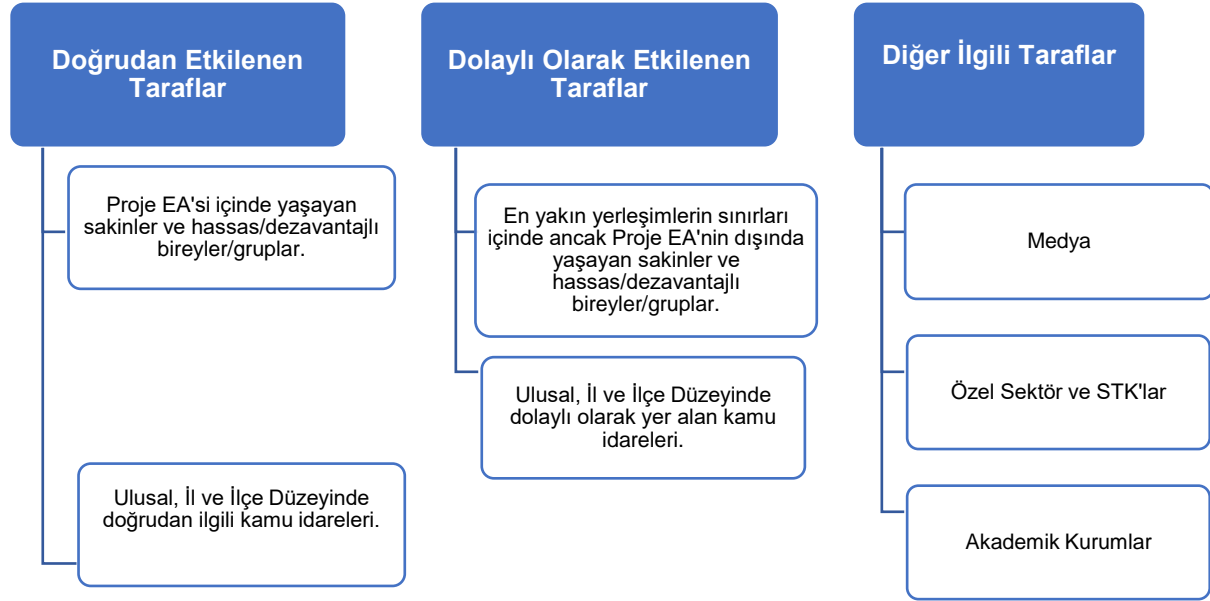 Doğrudan Etkilenen
Taraflar
Proje EA'si içinde yaşayan
sakinler ve hassas/dezavantajlı
bireyler/gruplar.
Ulusal, İl ve İlçe Düzeyinde
doğrudan ilgili kamu idareleri.
Dolaylı Olarak Etkilenen
Taraflar
En yakın yerleşimlerin sınırları
içinde ancak Proje EA'nin dışında
yaşayan sakinler ve
hassas/dezavantajlı
bireyler/gruplar.
Ulusal, İl ve İlçe Düzeyinde
dolaylı olarak yer alan kamu
idareleri.
Diğer İlgili Taraflar
Medya
Özel Sektör ve STK'lar
Akademik Kurumlar